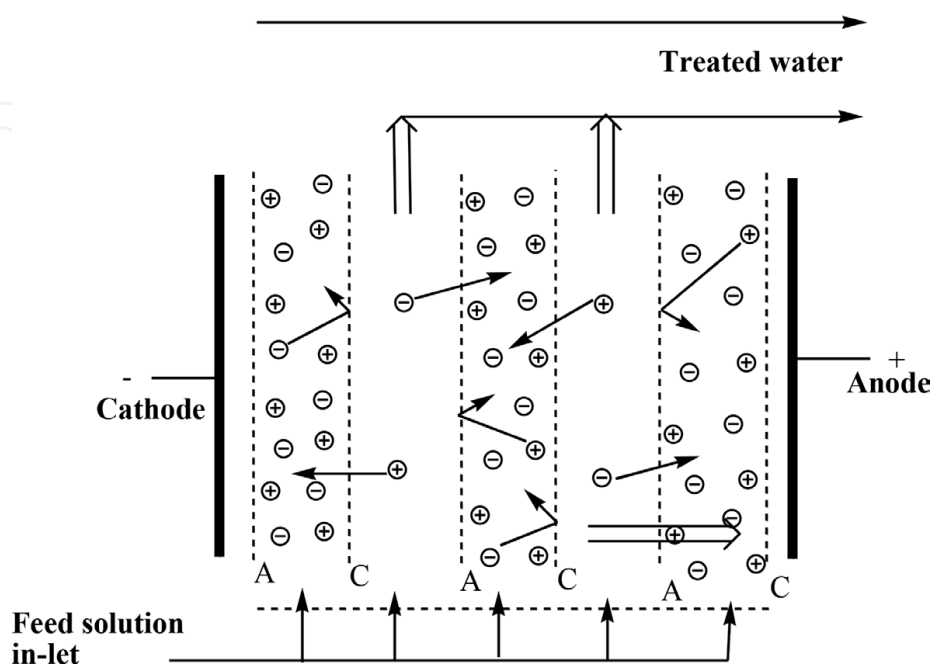 Treated water
-
Cathode
+
Anode
A
C
A
C
A
C
Feed solution
in-let